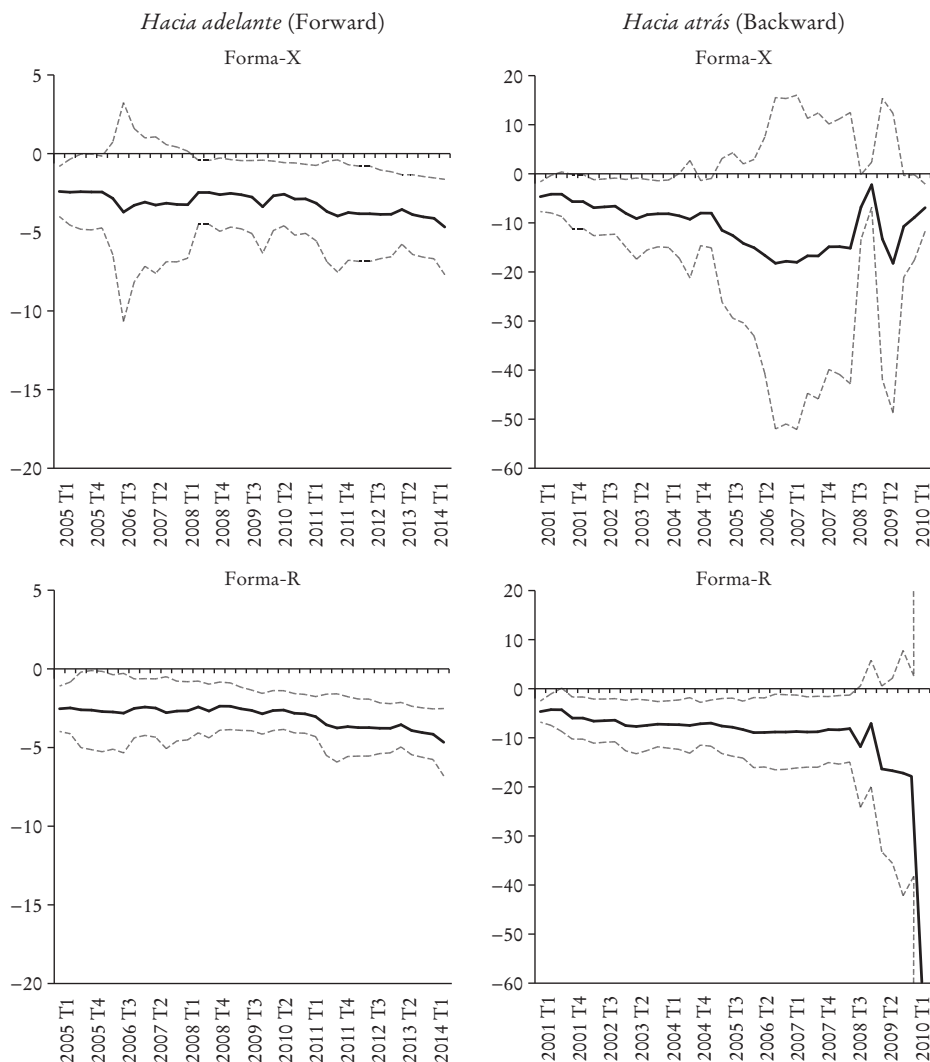 Hacia adelante (Forward)
Forma-X
5
0
−5
−10
−15
−20
2005 T1
2005 T4
2006 T3
2007 T2
2008 T1
2008 T4
2009 T3
2010 T2
2011 T1
2011 T4
2012 T3
2013 T2
2014 T1
Hacia atrás (Backward)
Forma-X
20
10
0
−10
−20
−30
−40
−50
−60
2001 T1
2001 T4
2002 T3
2003 T2
2004 T1
2004 T4
2005 T3
2006 T2
2007 T1
2007 T4
2008 T3
2009 T2
2010 T1
Forma-R
5
0
−5
−10
−15
−20
2005 T1
2005 T4
2006 T3
2007 T2
2008 T1
2008 T4
2009 T3
2010 T2
2011 T1
2011 T4
2012 T3
2013 T2
2014 T1
Forma-R
20
10
0
−10
−20
−30
−40
−50
−60
2001 T1
2001 T4
2002 T3
2003 T2
2004 T1
2004 T4
2005 T3
2006 T2
2007 T1
2007 T4
2008 T3
2009 T2
2010 T1